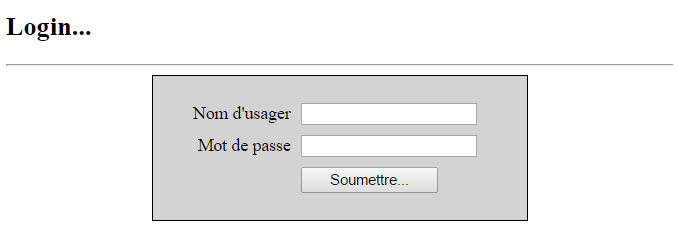 Login...
Nom d'usager
Mot de passe
Soumettre...